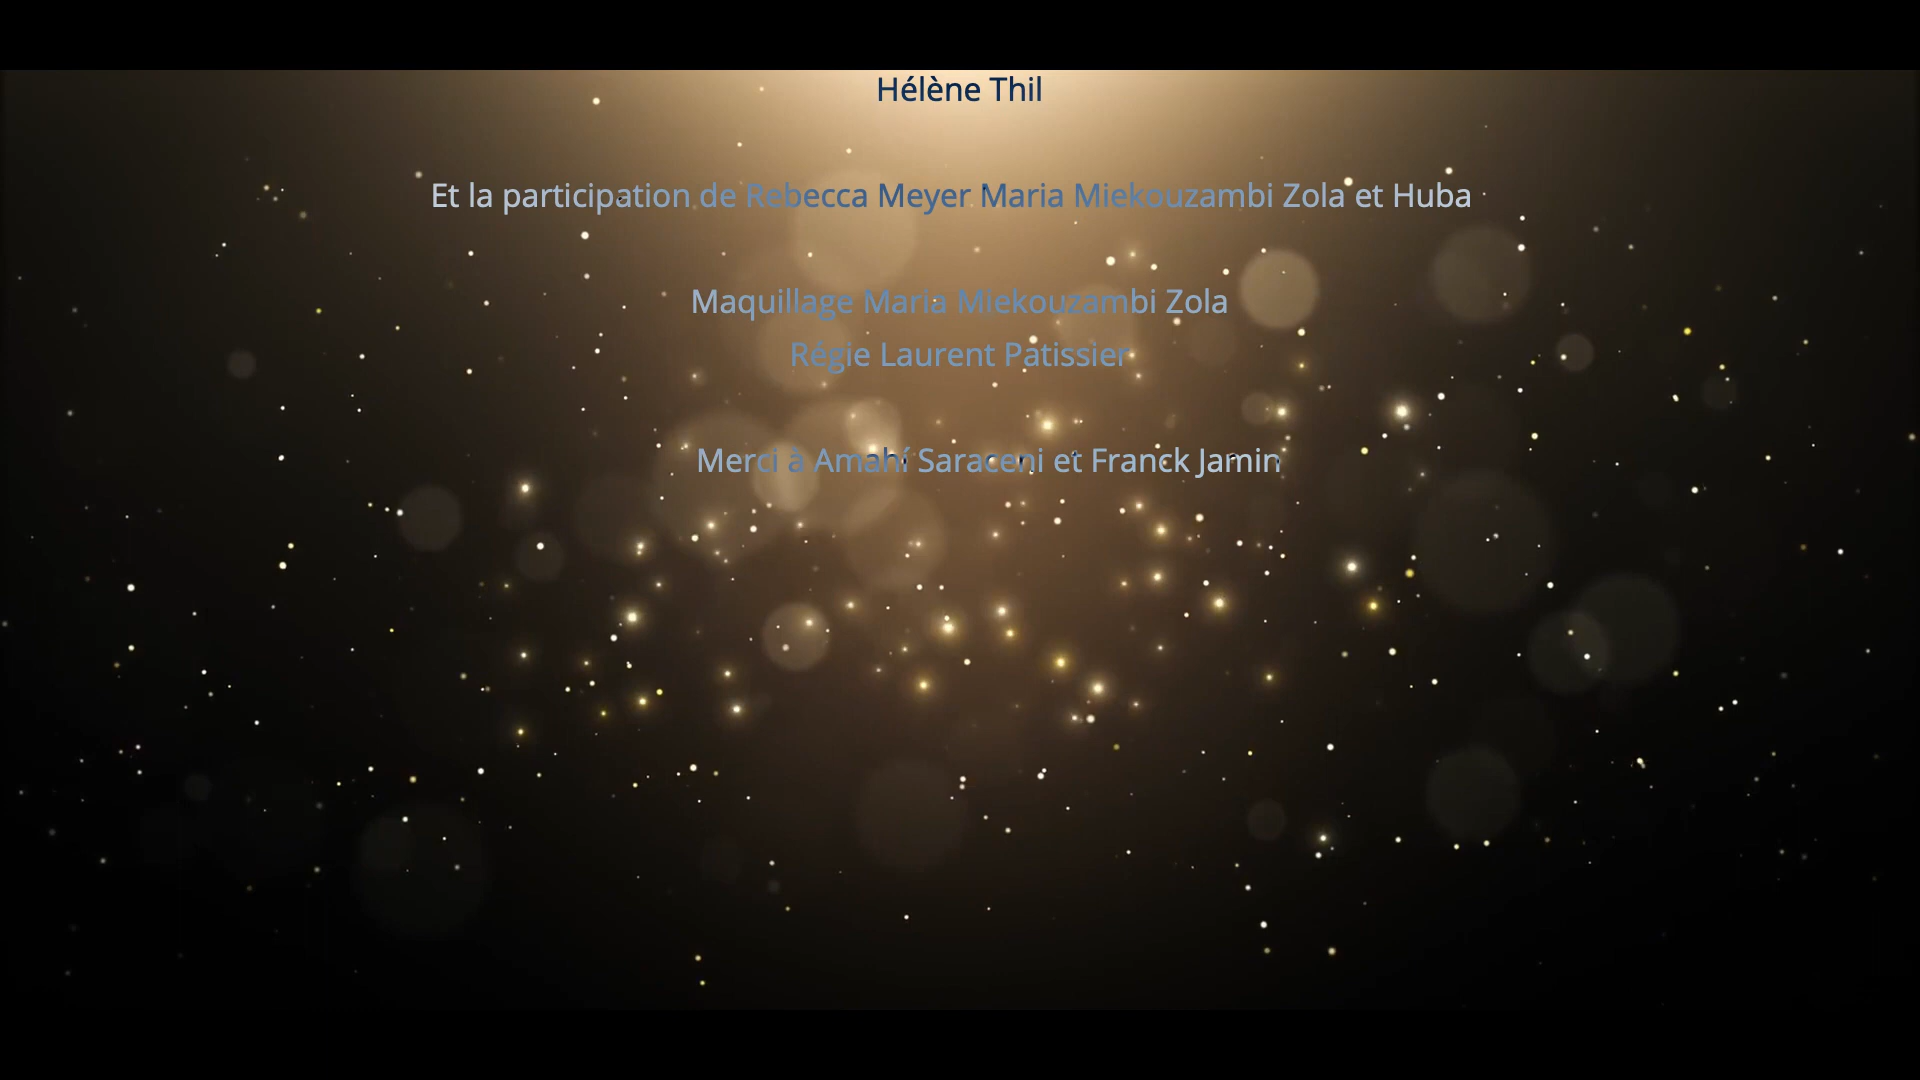 Hélène Thil
Et la participation de Rebecca Meyer Maria Miekouzambi Zola et Huba
Maquillage Maria Miekouzambi Zola
Régie Laurent Patissier
Merci à Amahí Saraceni et Franck Jamin